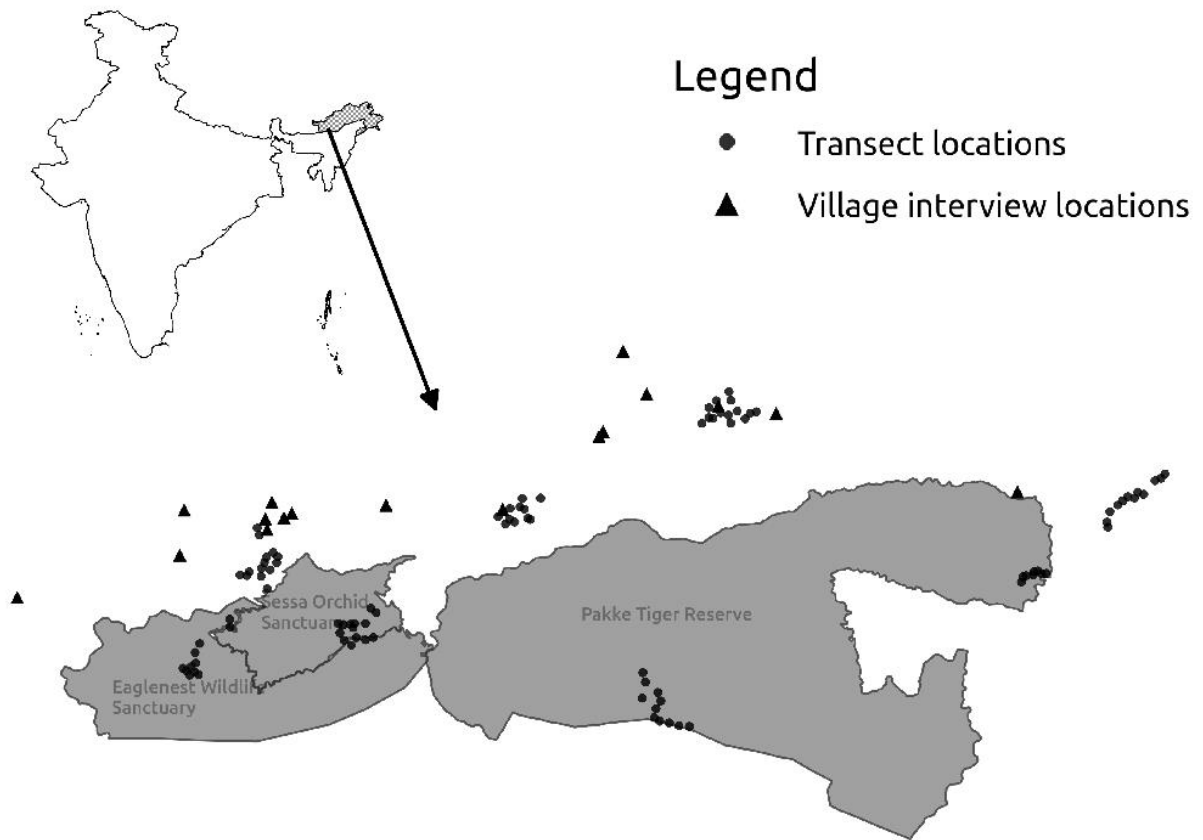 Legend
Transect locations
Village interview locations
Sessa Orchid
Sanctuary
Pakke Tiger Reserve
Eaglenest Wildlife
Sanctuary